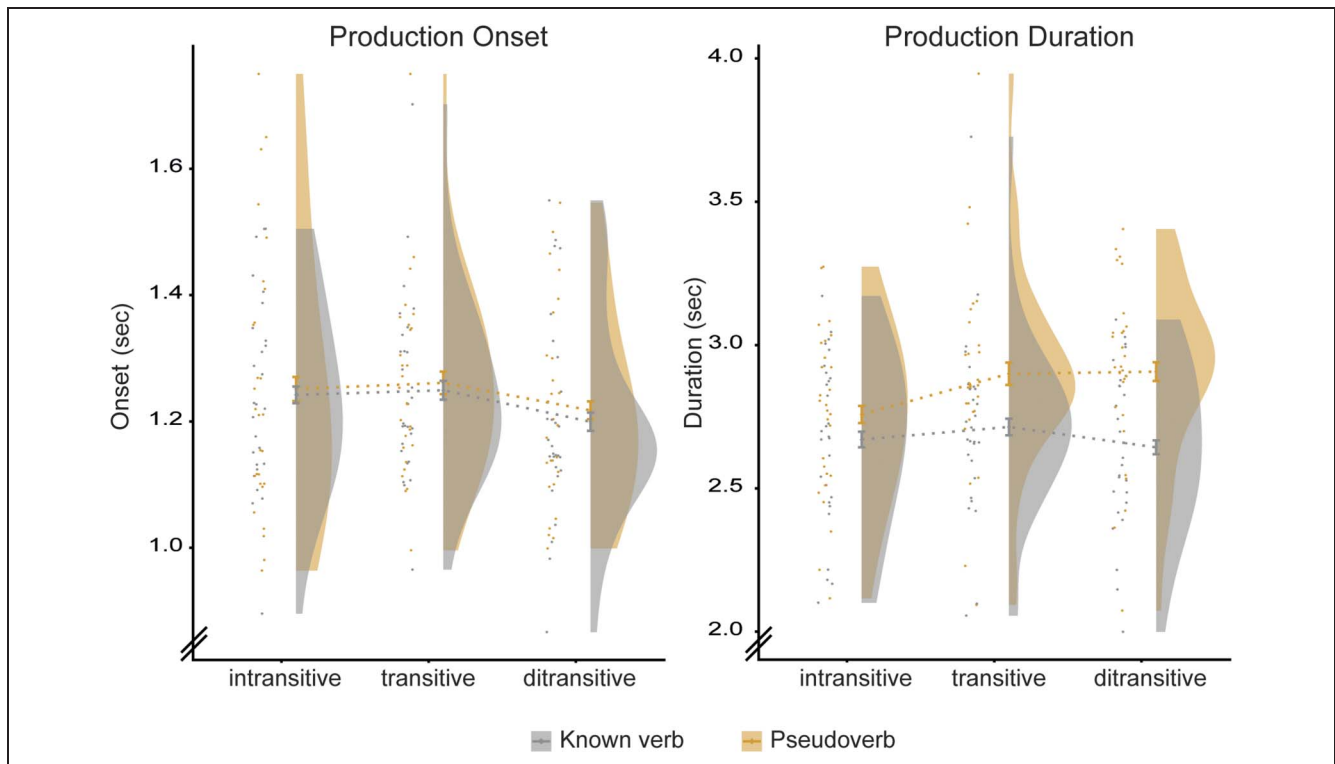 Production Onset
Production Duration
Onset (sec)
1.6
1.4
1.2
1.0
intransitive
transitive
ditransitive
Duration (sec)
4.0
3.5
3.0
2.5
2.0
intransitive
transitive
ditransitive
Known verb
Pseudoverb